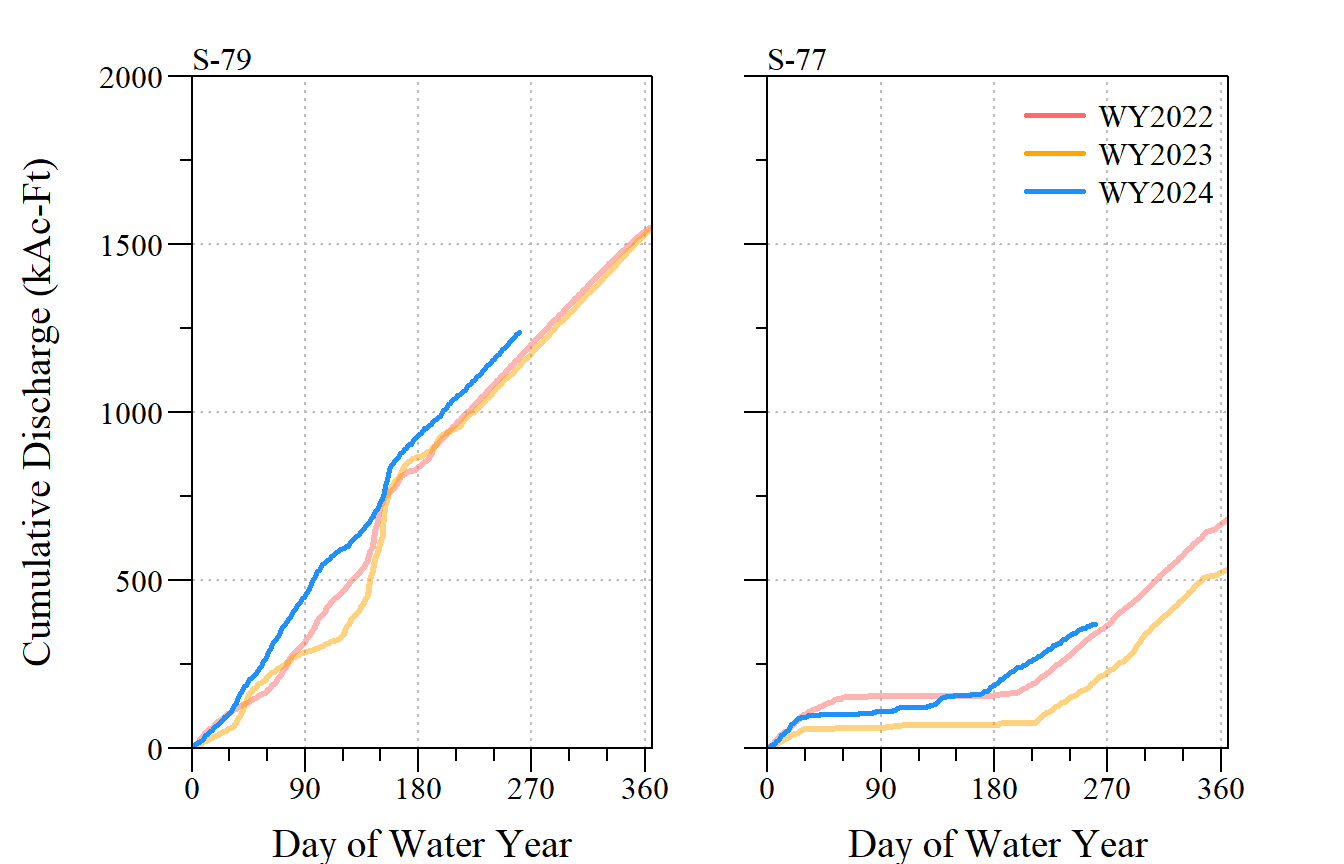 S-79
S-77
2000
1500
1000
500
0
Cumulative Discharge (kAc-Ft)
WY2022
WY2023
WY2024
0 90 180 270 360
0 90 180 270 360
Day of Water Year
Day of Water Year